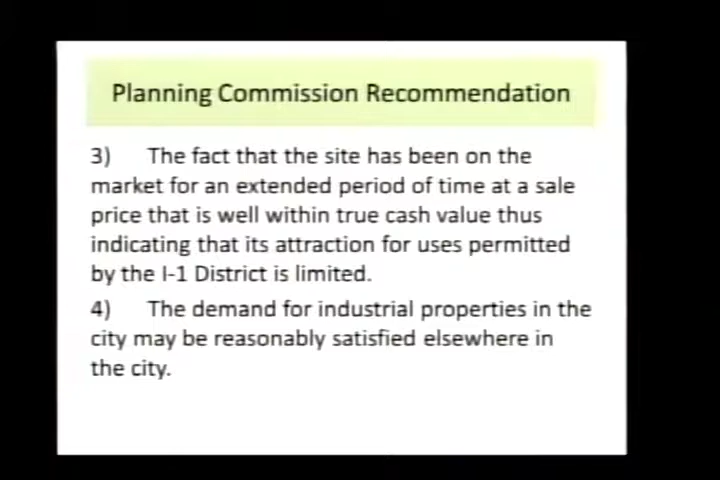 Planning Commission Recommendation
3) The fact that the site has been on the
market for an extended period of time at a sale
price that is well within true cash value thus
indicating that its attraction for uses permitted
by the I-1 District is limited.
4) The demand for industrial properties in the
city may be reasonably satisfied elsewhere in
the city.